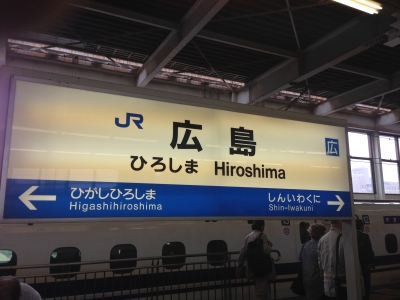 JR
広島
広
ひろしま Hiroshima
ひがしひろしま
Higashihiroshima
しんいわくに
Shin-Iwakuni